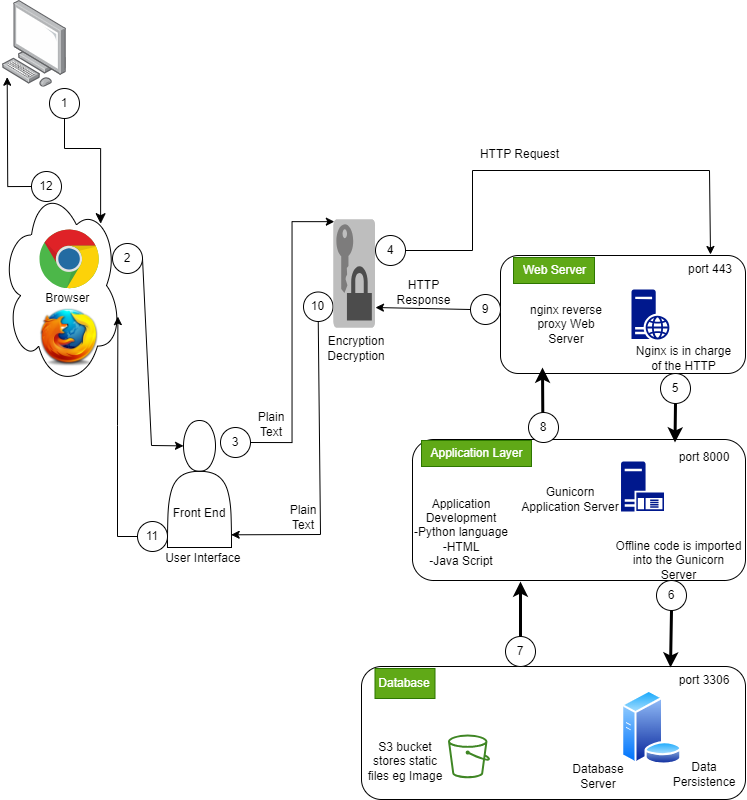 1
12
2
Browser
HTTP Request
4
3
Plain
Text
10
HTTP
Response
9
Encryption
Decryption
Web Server
port 443
nginx reverse
proxy Web
Server
Nginx is in charge
of the HTTP
5
8
Front End
11
Plain
Text
User Interface
Application Layer
port 8000
Gunicorn
Application Server
Application
Development
-Python language
-HTML
-Java Script
Offline code is imported
into the Gunicorn
Server
6
7
Database
port 3306
S3 bucket
stores static
files eg Image
Database
Server
Data
Persistence